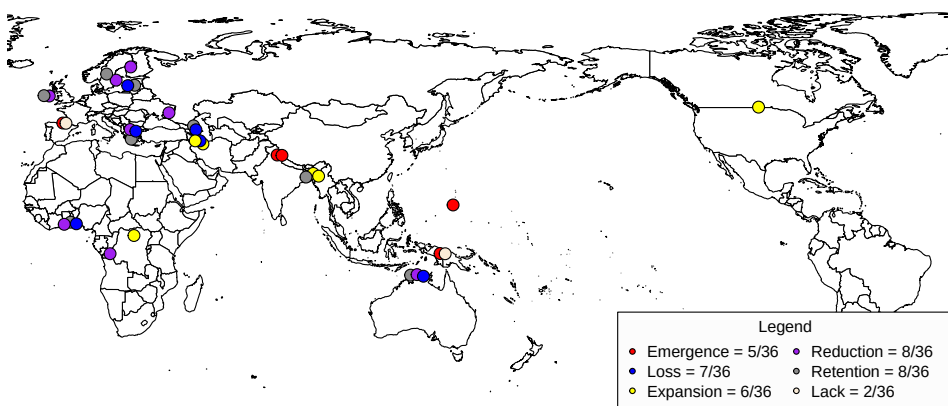 Legend
Emergence = 5/36
Reduction = 8/36
Loss = 7/36
Retention = 8/36
Expansion = 6/36
Lack = 2/36